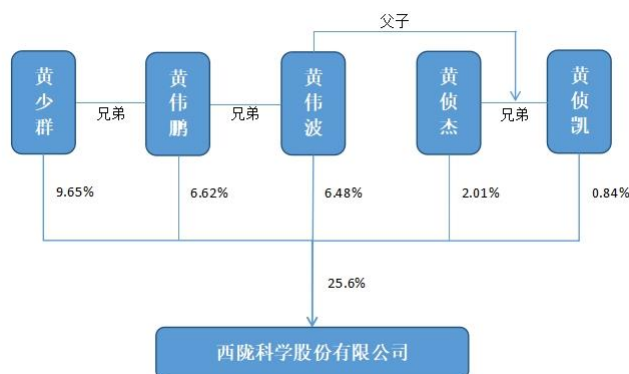 父子
黄少群
黄伟鹏
黄伟波
黄侦杰
黄侦凯
兄弟
兄弟
兄弟
9.65%
6.62%
6.48%
2.01%
0.84%
25.6%
西陇科学股份有限公司